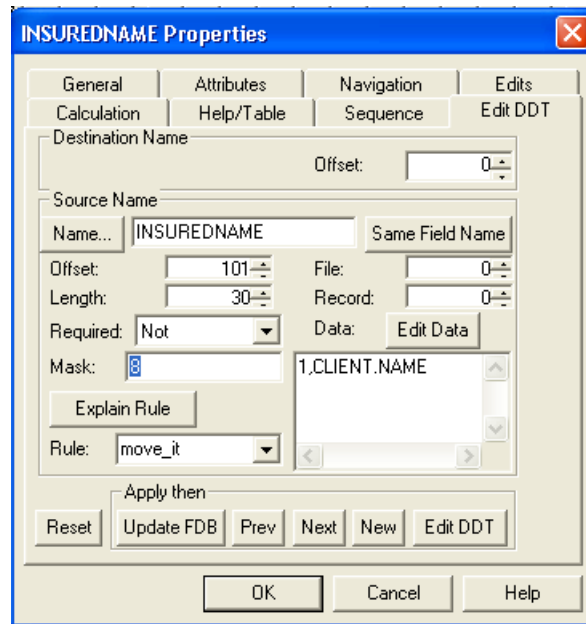 INSUREDNAME Properties
General Attributes Navigation Edits
Calculation Help/Table Sequence Edit DDT
Destination Name
Offset: 0
Source Name
Name... INSUREDNAME Same Field Name
Offset: 101 File: 0
Length: 30 Record: 0
Required: Not Data: Edit Data
Mask: 8 1,CLIENT.NAME
Explain Rule
Rule: move_it
Apply then
Reset Update FDB Prev Next New Edit DDT
OK Cancel Help